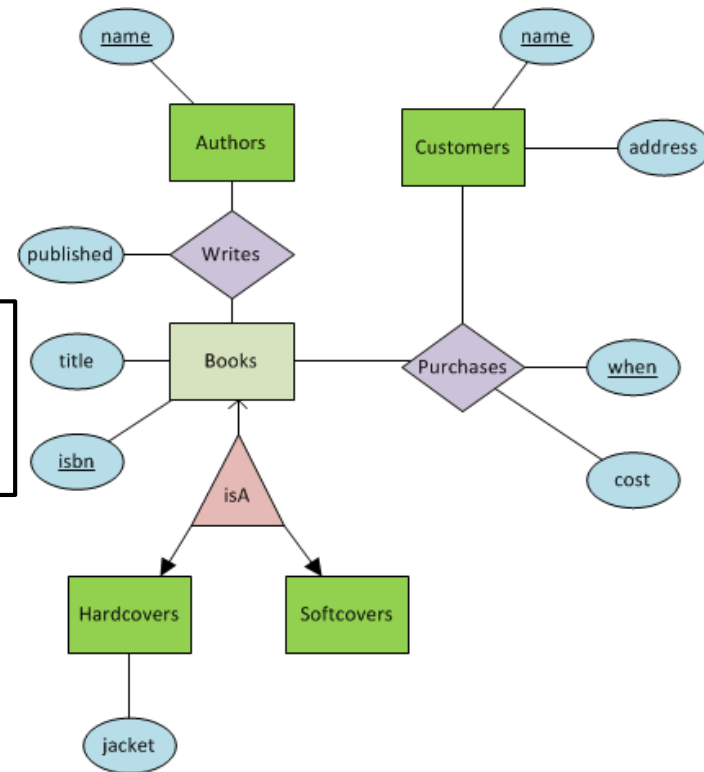 name
name
Authors
Customers
address
published
Writes
title
Books
Purchases
when
isbn
cost
isA
Hardcovers
Softcovers
jacket